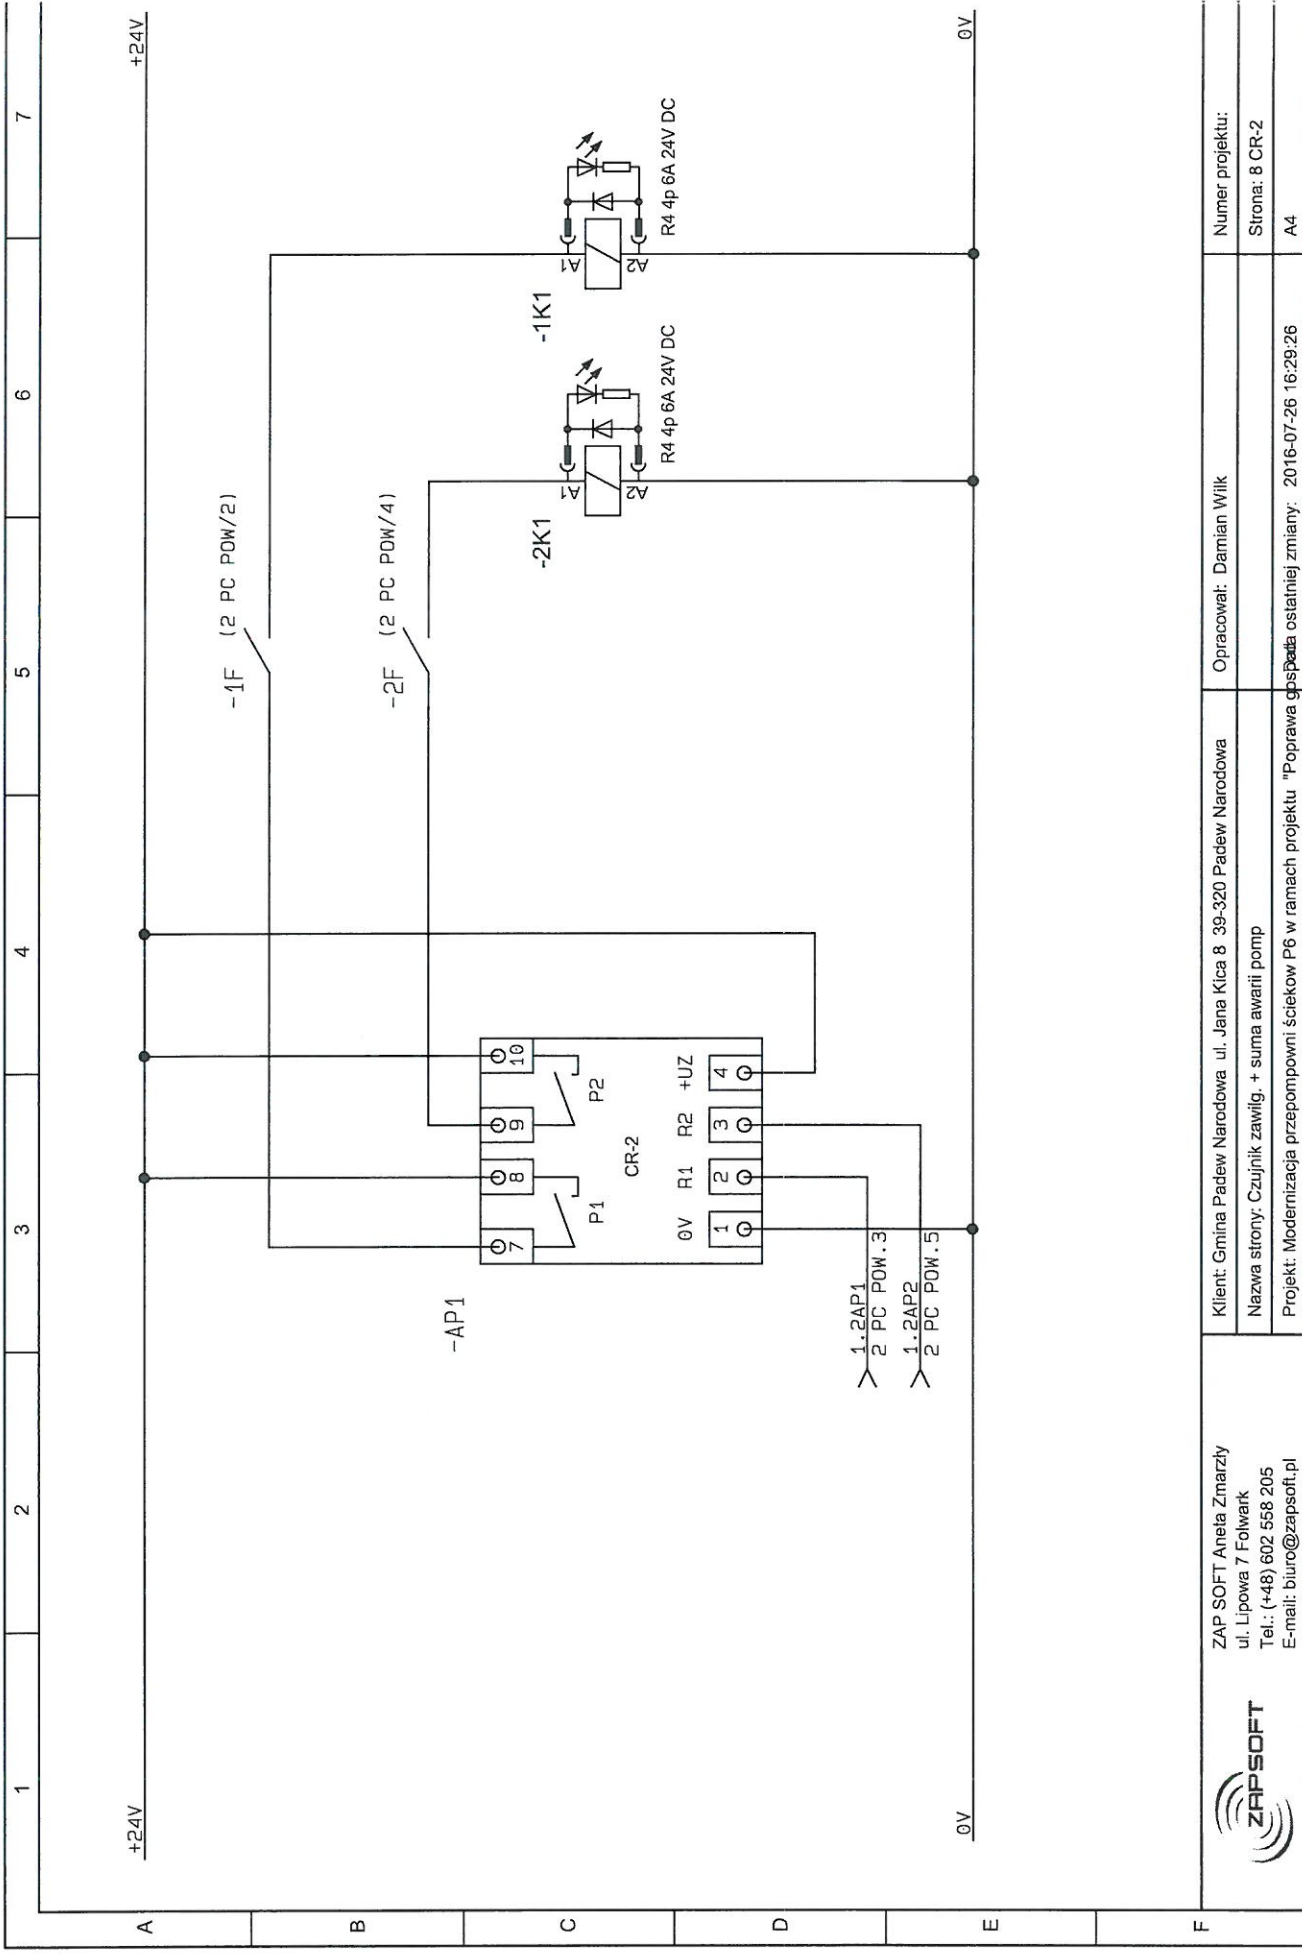 1 2 3 4 5 6 7
A
B
C
D
E
F
+24V
+24V
-1F (2 PC POW/2)
-2F (2 PC POW/4)
-AP1
7 8 9 10
P1 P2
CR-2
0V R1 R2 +UZ
1 2 3 4
-2K1
A1
A2
R4 4p 6A 24V DC
-1K1
A1
A2
R4 4p 6A 24V DC
1.2AP1
2 PC POW.3
1.2AP2
2 PC POW.5
0V
0V
ZAPSOFT
ZAP SOFT Aneta Zmarzły
ul. Lipowa 7 Folwark
Tel.: (+48) 602 558 205
E-mail: biuro@zapsoft.pl
Klient: Gmina Padew Narodowa ul. Jana Kica 8 39-320 Padew Narodowa
Nazwa strony: Czujnik zawilg. + suma awarii pomp
Projekt: Modernizacja przepompowni ścieków P6 w ramach projektu "Poprawa ostatniej zmiany: 2016-07-26 16:29:26
Opracował: Damian Wilk
Numer projektu:
Strona: 8 CR-2
A4